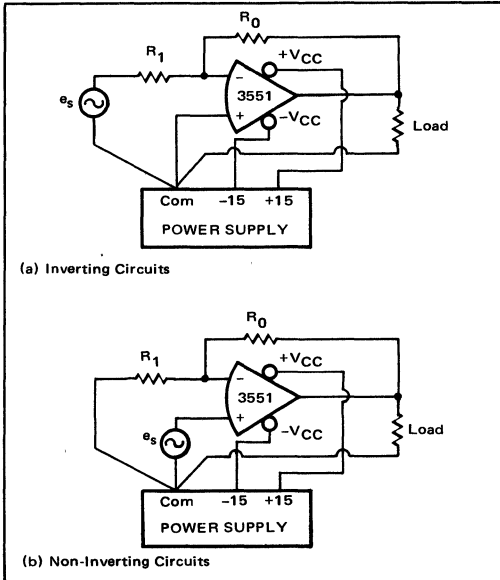 R0
+VCC
R1
−
3551
es
+
−VCC
Load
Com −15 +15
POWER SUPPLY
(a) Inverting Circuits
R0
+VCC
R1
−
3551
+
es
−VCC
Load
Com −15 +15
POWER SUPPLY
(b) Non-Inverting Circuits